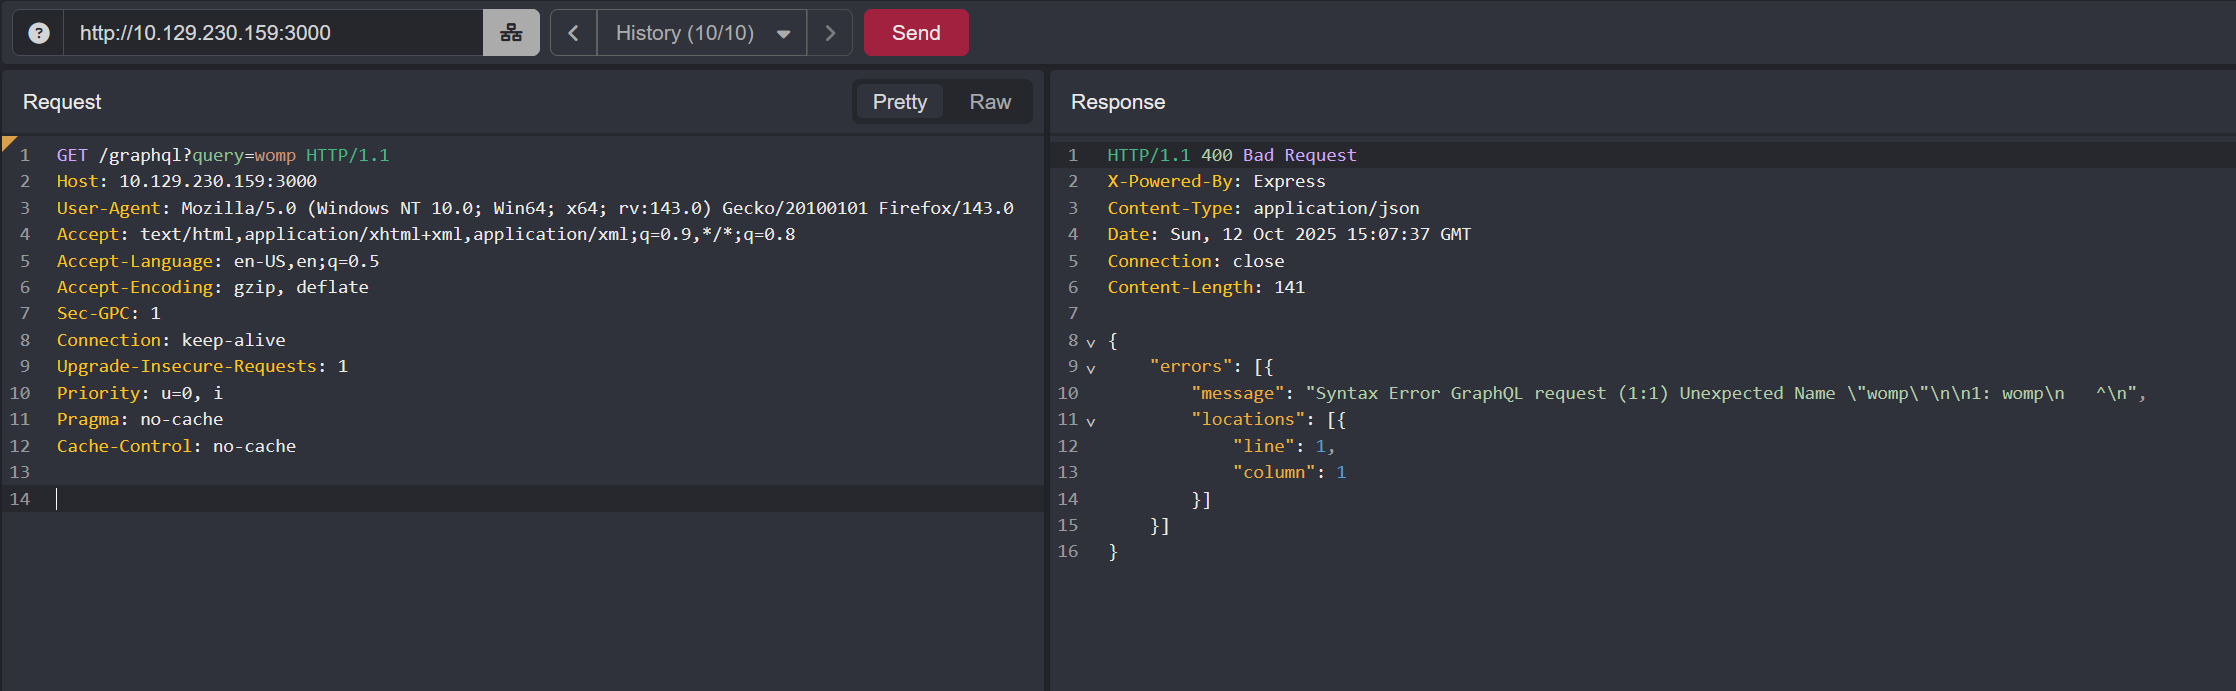 http://10.129.230.159:3000 History (10/10) Send
Request Pretty Raw
1 GET /graphql?query=womp HTTP/1.1
2 Host: 10.129.230.159:3000
3 User-Agent: Mozilla/5.0 (Windows NT 10.0; Win64; x64; rv:143.0) Gecko/20100101 Firefox/143.0
4 Accept: text/html,application/xhtml+xml,application/xml;q=0.9,*/*;q=0.8
5 Accept-Language: en-US,en;q=0.5
6 Accept-Encoding: gzip, deflate
7 Sec-GPC: 1
8 Connection: keep-alive
9 Upgrade-Insecure-Requests: 1
10 Priority: u=0, i
11 Pragma: no-cache
12 Cache-Control: no-cache
13
14
Response
1 HTTP/1.1 400 Bad Request
2 X-Powered-By: Express
3 Content-Type: application/json
4 Date: Sun, 12 Oct 2025 15:07:37 GMT
5 Connection: close
6 Content-Length: 141
7
8 {
9     "errors": [{
10         "message": "Syntax Error GraphQL request (1:1) Unexpected Name \"womp\"\n\n1: womp\n   ^\n",
11         "locations": [{
12             "line": 1,
13             "column": 1
14         }]
15     }]
16 }